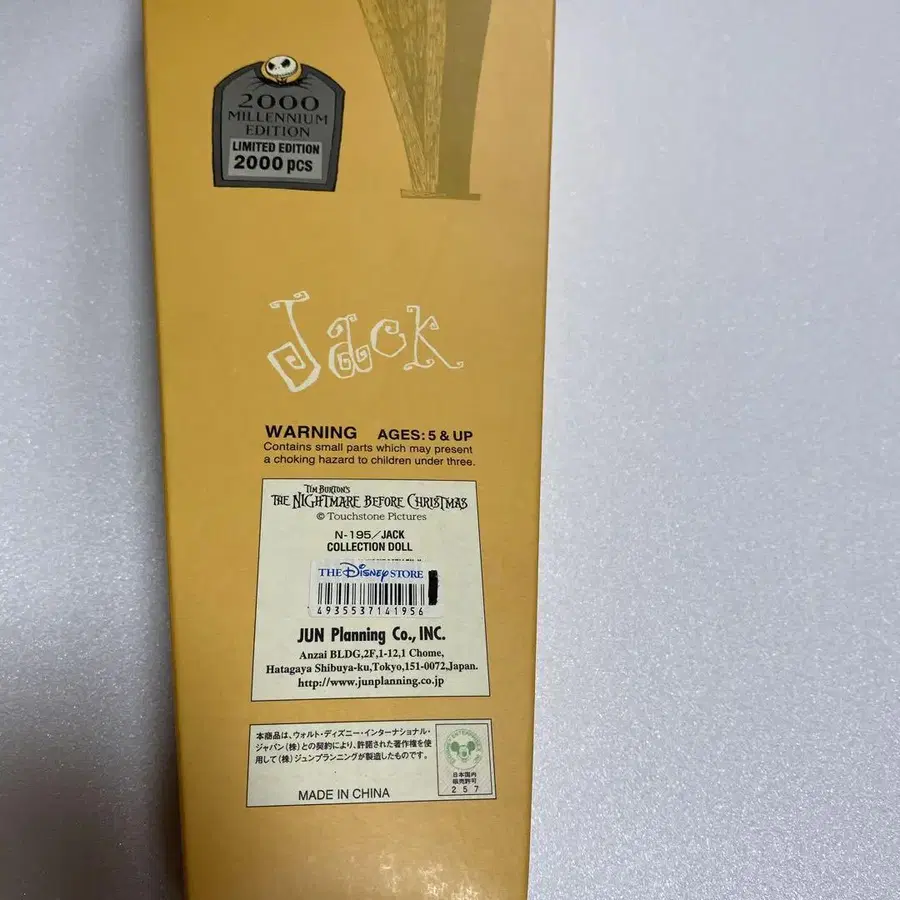 2000
MILLENNIUM
EDITION
LIMITED EDITION
2000 pcs
Jack
WARNING AGES: 5 & UP
Contains small parts which may present
a choking hazard to children under three.
TIM BURTON'S
THE NIGHTMARE BEFORE CHRISTMAS
© Touchstone Pictures
N-195/JACK
COLLECTION DOLL
THE DISNEY STORE
4935537141956
JUN Planning Co., INC.
Anzai BLDG,2F,1-12,1 Chome,
Hatagaya Shibuya-ku,Tokyo,151-0072,Japan.
http://www.junplanning.co.jp
本商品は、ウォルト・ディズニー・インターナショナル・
ジャパン(株)との契約により、許諾された著作権を使
用して(株)ジュンプランニングが製造したものです。
日本国内
販売許可
257
MADE IN CHINA